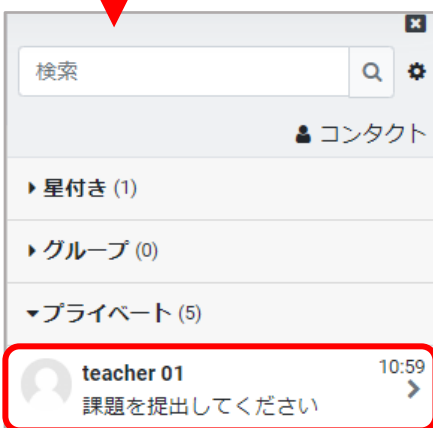 検索
コンタクト
星付き (1)
グループ (0)
プライベート (5)
teacher 01 10:59
課題を提出してください